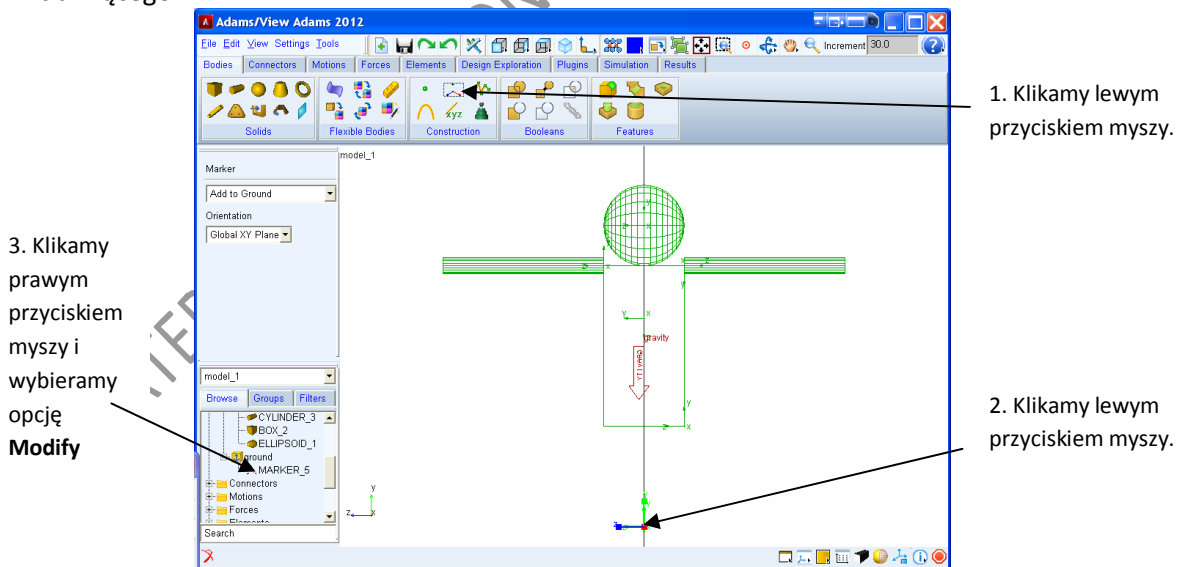 Adams/View Adams 2012
File Edit View Settings Tools
Increment 30.0
Bodies Connectors Motions Forces Elements Design Exploration Plugins Simulation Results
xyz
Solids Flexible Bodies Construction Booleans Features
1. Klikamy lewym
przyciskiem myszy.
Marker
Add to Ground
Orientation
Global XY Plane
model_1
y
z x
z x
x z
y
y x
gravity
y
z x
3. Klikamy
prawym
przyciskiem
myszy i
wybieramy
opcję
Modify
model_1
Browse Groups Filters
CYLINDER_3
BOX_2
ELLIPSOID_1
ground
MARKER_5
Connectors
Motions
Forces
Elements
Search
y
z x
2. Klikamy lewym
przyciskiem myszy.